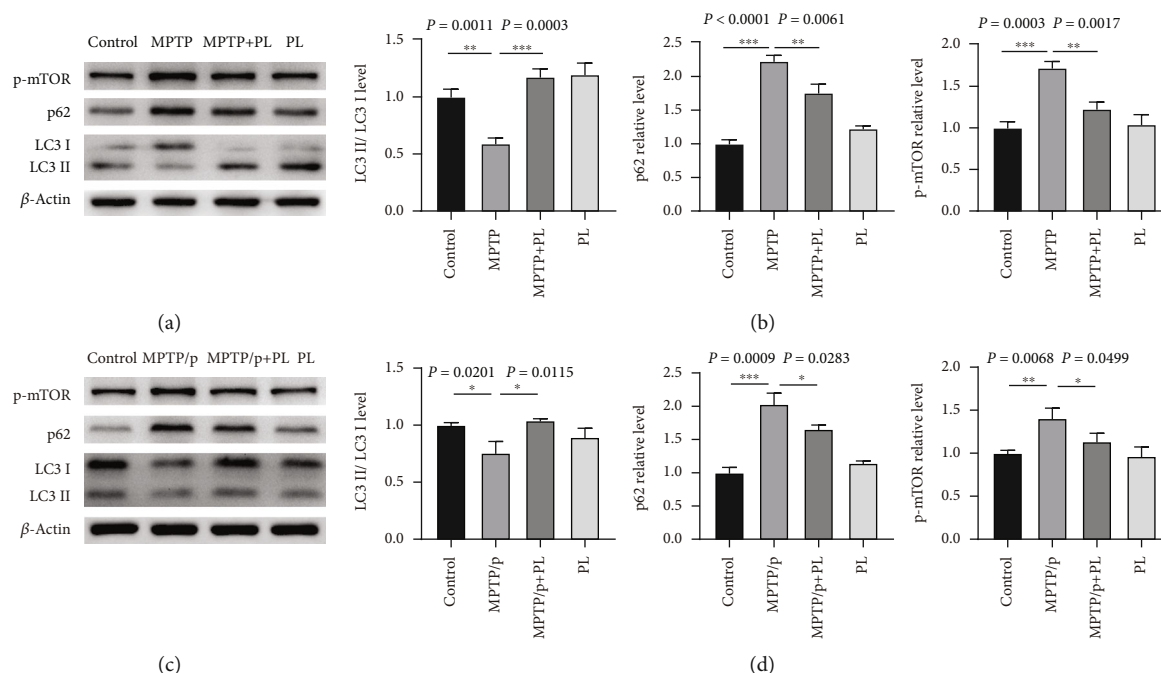 Control MPTP MPTP+PL PL
p-mTOR
p62
LC3 I
LC3 II
β-Actin
(a)
P = 0.0011 P = 0.0003
** ***
LC3 II/ LC3 I level
1.5
1.0
0.5
0.0
Control
MPTP
MPTP+PL
PL
P < 0.0001 P = 0.0061
*** **
p62 relative level
2.5
2.0
1.5
1.0
0.5
0.0
Control
MPTP
MPTP+PL
PL
P = 0.0003 P = 0.0017
*** **
p-mTOR relative level
2.0
1.5
1.0
0.5
0.0
Control
MPTP
MPTP+PL
PL
(b)
Control MPTP/p MPTP/p+PL PL
p-mTOR
p62
LC3 I
LC3 II
β-Actin
(c)
P = 0.0201 P = 0.0115
* *
LC3 II/ LC3 I level
1.5
1.0
0.5
0.0
Control
MPTP/p
MPTP/p+PL
PL
P = 0.0009 P = 0.0283
*** *
p62 relative level
2.5
2.0
1.5
1.0
0.5
0.0
Control
MPTP/p
MPTP/p+PL
PL
P = 0.0068 P = 0.0499
** *
p-mTOR relative level
2.0
1.5
1.0
0.5
0.0
Control
MPTP/p
MPTP/p+PL
PL
(d)